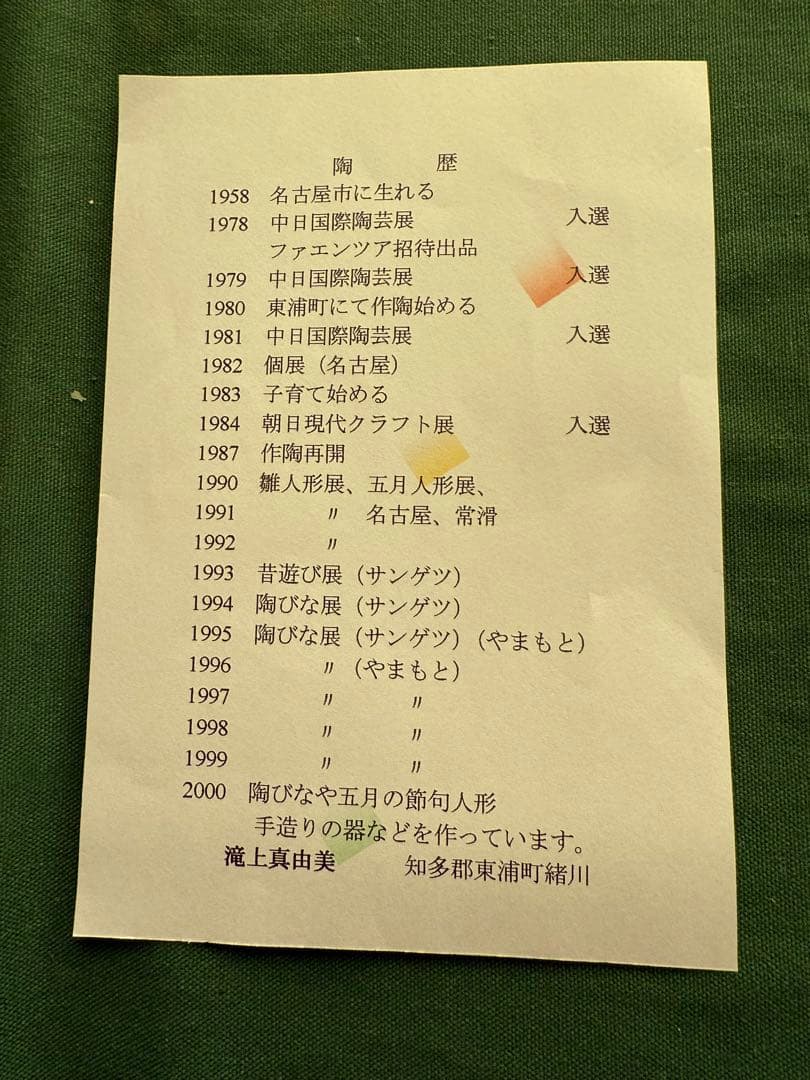 陶　歴
1958 名古屋市に生れる
1978 中日国際陶芸展 入選
ファエンツア招待出品
1979 中日国際陶芸展 入選
1980 東浦町にて作陶始める
1981 中日国際陶芸展 入選
1982 個展（名古屋）
1983 子育て始める
1984 朝日現代クラフト展 入選
1987 作陶再開
1990 雛人形展、五月人形展、
1991 〃 名古屋、常滑
1992 〃
1993 昔遊び展（サンゲツ）
1994 陶びな展（サンゲツ）
1995 陶びな展（サンゲツ）（やまもと）
1996 〃（やまもと）
1997 〃 〃
1998 〃 〃
1999 〃 〃
2000 陶びなや五月の節句人形
手造りの器などを作っています。
滝上真由美 知多郡東浦町緒川